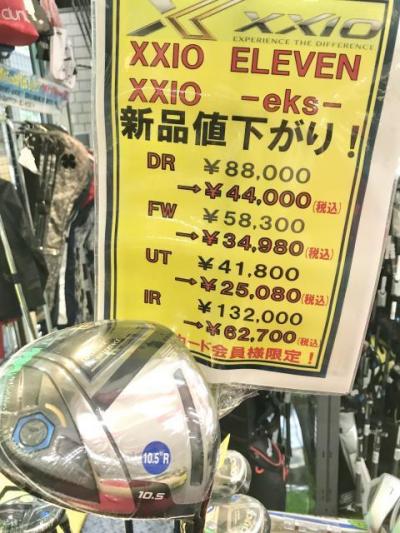 XXIO
EXPERIENCE THE DIFFERENCE
XXIO ELEVEN
XXIO -eks-
新品値下がり!
DR ¥88,000
→¥44,000(税込)
FW ¥58,300
→¥34,980(税込)
UT ¥41,800
→¥25,080(税込)
IR ¥132,000
→¥62,700(税込
カード会員様限定!
10.5°R
10.5